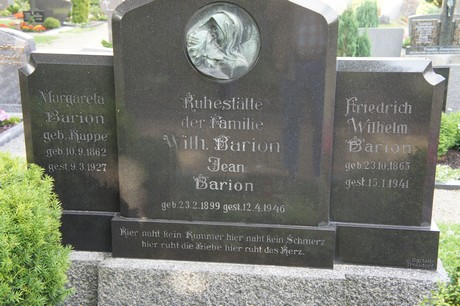 Margareta
Barion
geb. Kuppe
geb. 10.9.1862
gest. 9.3.1927
Ruhestätte
der Familie
Wilh. Barion
Jean
Barion
geb. 23.2.1899 gest. 12.4.1946
Friedrich
Wilhelm
Barion
geb. 23.10.1863
gest. 15.1.1941
Hier naht kein Kummer hier naht kein Schmerz
hier ruht die Liebe hier ruht das Herz.